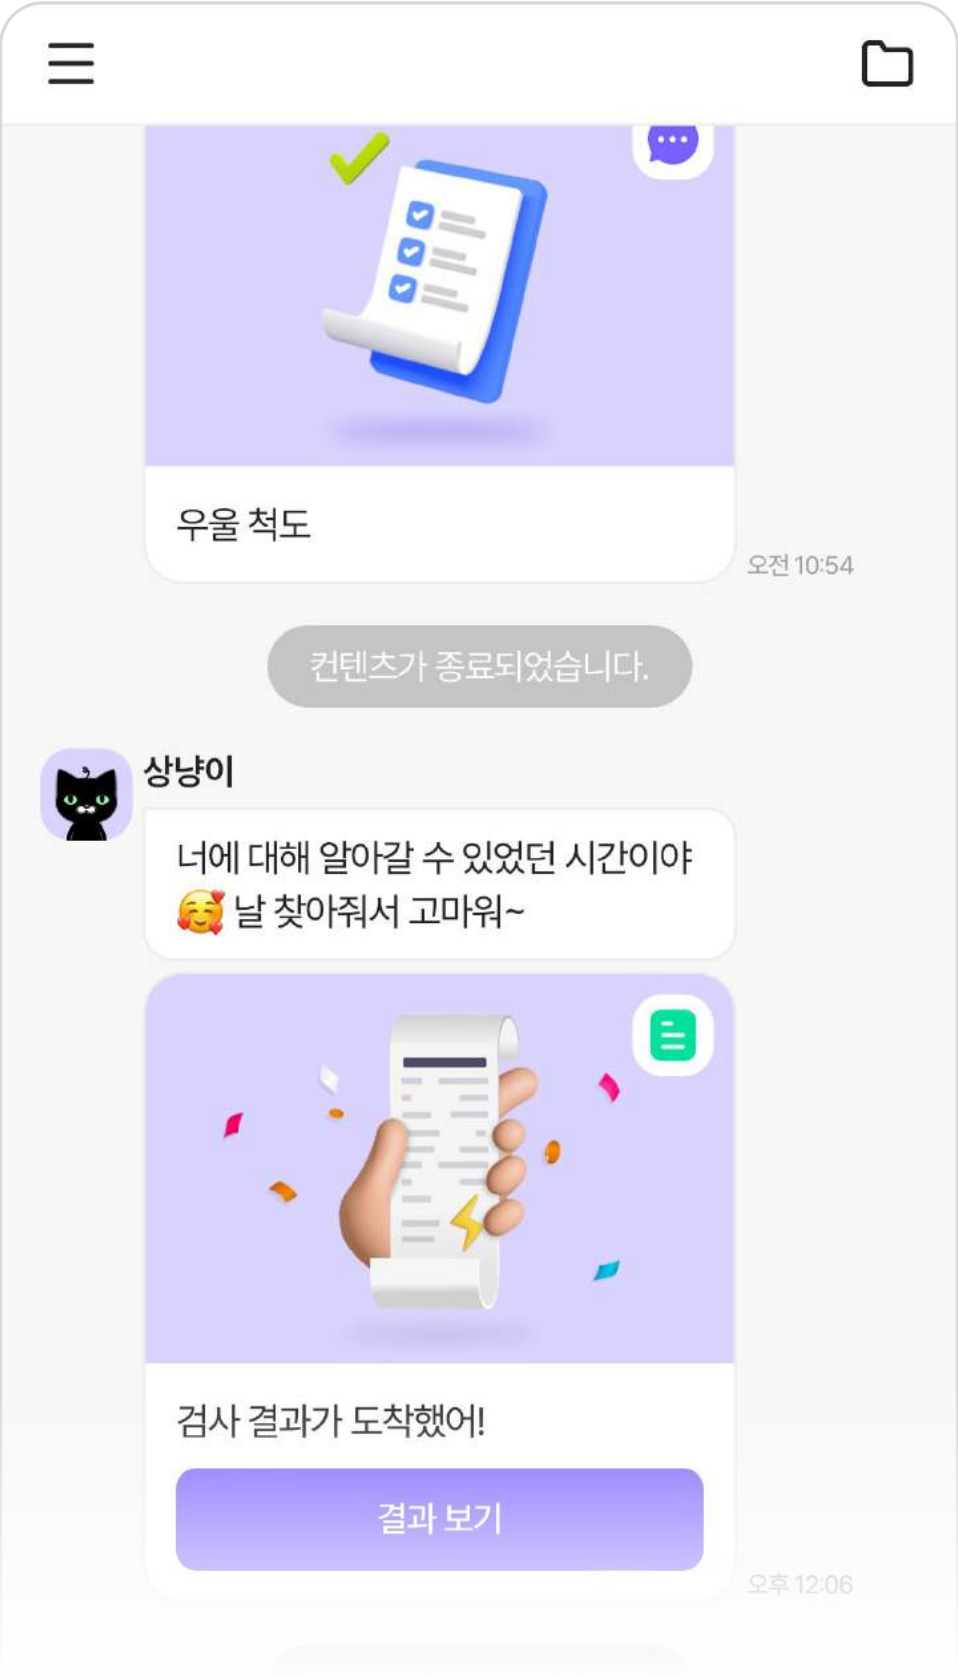 우울 척도
오전 10:54
컨텐츠가 종료되었습니다.
상냥이
너에 대해 알아갈 수 있었던 시간이야
🥰 날 찾아줘서 고마워~
검사 결과가 도착했어!
결과 보기
오후 12:06